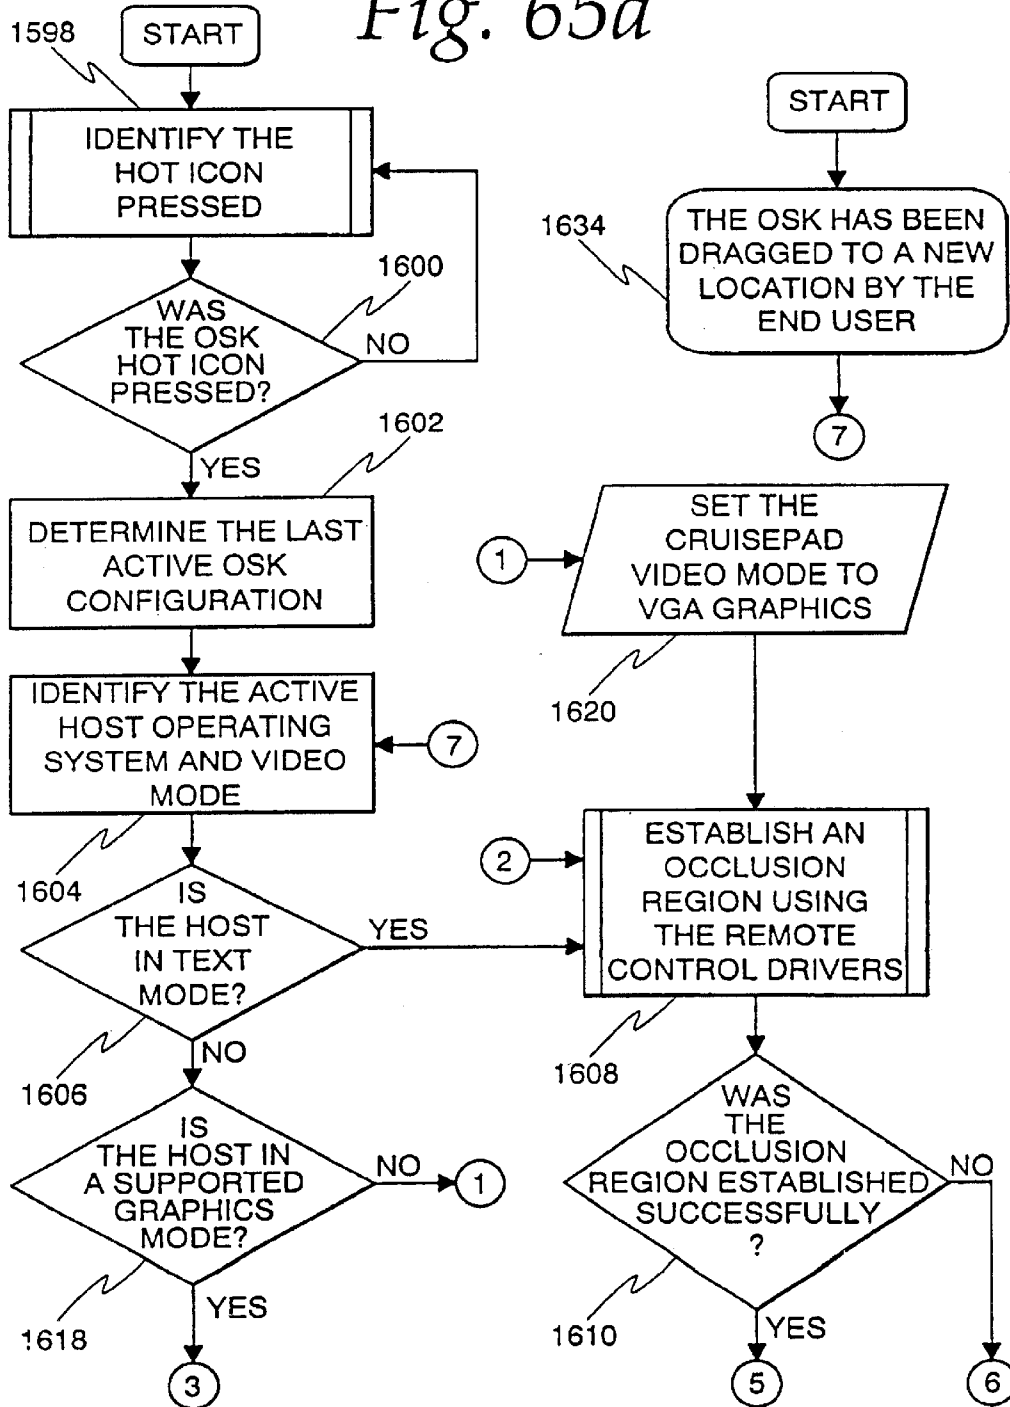 Fig. 65a
1598
START
IDENTIFY THE
HOT ICON
PRESSED
1600
WAS
THE OSK
HOT ICON
PRESSED?
NO
YES
1602
DETERMINE THE LAST
ACTIVE OSK
CONFIGURATION
IDENTIFY THE ACTIVE
HOST OPERATING
SYSTEM AND VIDEO
MODE
7
1604
IS
THE HOST
IN TEXT
MODE?
YES
1606
NO
IS
THE HOST IN
A SUPPORTED
GRAPHICS
MODE?
NO
1
1618
YES
3
START
1634
THE OSK HAS BEEN
DRAGGED TO A NEW
LOCATION BY THE
END USER
7
1
SET THE
CRUISEPAD
VIDEO MODE TO
VGA GRAPHICS
1620
2
ESTABLISH AN
OCCLUSION
REGION USING
THE REMOTE
CONTROL DRIVERS
1608
WAS
THE
OCCLUSION
REGION ESTABLISHED
SUCCESSFULLY
?
NO
1610
YES
5
6